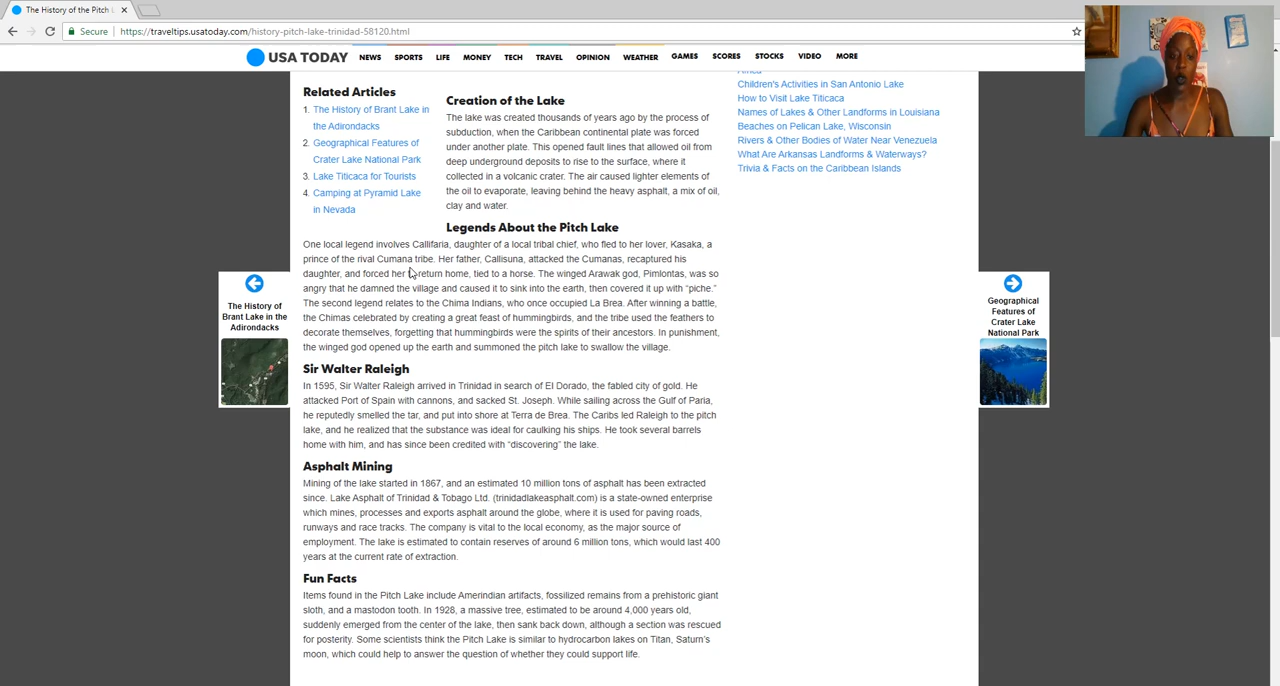 The History of the Pitch L
Secure https://traveltips.usatoday.com/history-pitch-lake-trinidad-58120.html
USA TODAY NEWS SPORTS LIFE MONEY TECH TRAVEL OPINION WEATHER GAMES SCORES STOCKS VIDEO MORE
Related Articles
1. The History of Brant Lake in
the Adirondacks
2. Geographical Features of
Crater Lake National Park
3. Lake Titicaca for Tourists
4. Camping at Pyramid Lake
in Nevada
Creation of the Lake
The lake was created thousands of years ago by the process of
subduction, when the Caribbean continental plate was forced
under another plate. This opened fault lines that allowed oil from
deep underground deposits to rise to the surface, where it
collected in a volcanic crater. The air caused lighter elements of
the oil to evaporate, leaving behind the heavy asphalt, a mix of oil,
clay and water.
Legends About the Pitch Lake
One local legend involves Callifaria, daughter of a local tribal chief, who fled to her lover, Kasaka, a
prince of the rival Cumana tribe. Her father, Callisuna, attacked the Cumanas, recaptured his
daughter, and forced her to return home, tied to a horse. The winged Arawak god, Pimlontas, was so
angry that he damned the village and caused it to sink into the earth, then covered it up with “piche.”
The second legend relates to the Chima Indians, who once occupied La Brea. After winning a battle,
the Chimas celebrated by creating a great feast of hummingbirds, and the tribe used the feathers to
decorate themselves, forgetting that hummingbirds were the spirits of their ancestors. In punishment,
the winged god opened up the earth and summoned the pitch lake to swallow the village.
Sir Walter Raleigh
In 1595, Sir Walter Raleigh arrived in Trinidad in search of El Dorado, the fabled city of gold. He
attacked Port of Spain with cannons, and sacked St. Joseph. While sailing across the Gulf of Paria,
he reputedly smelled the tar, and put into shore at Terra de Brea. The Caribs led Raleigh to the pitch
lake, and he realized that the substance was ideal for caulking his ships. He took several barrels
home with him, and has since been credited with “discovering” the lake.
Asphalt Mining
Mining of the lake started in 1867, and an estimated 10 million tons of asphalt has been extracted
since. Lake Asphalt of Trinidad & Tobago Ltd. (trinidadlakeasphalt.com) is a state-owned enterprise
which mines, processes and exports asphalt around the globe, where it is used for paving roads,
runways and race tracks. The company is vital to the local economy, as the major source of
employment. The lake is estimated to contain reserves of around 6 million tons, which would last 400
years at the current rate of extraction.
Fun Facts
Items found in the Pitch Lake include Amerindian artifacts, fossilized remains from a prehistoric giant
sloth, and a mastodon tooth. In 1928, a massive tree, estimated to be around 4,000 years old,
suddenly emerged from the center of the lake, then sank back down, although a section was rescued
for posterity. Some scientists think the Pitch Lake is similar to hydrocarbon lakes on Titan, Saturn’s
moon, which could help to answer the question of whether they could support life.
Africa
Children's Activities in San Antonio Lake
How to Visit Lake Titicaca
Names of Lakes & Other Landforms in Louisiana
Beaches on Pelican Lake, Wisconsin
Rivers & Other Bodies of Water Near Venezuela
What Are Arkansas Landforms & Waterways?
Trivia & Facts on the Caribbean Islands
The History of
Brant Lake in the
Adirondacks
Geographical
Features of
Crater Lake
National Park